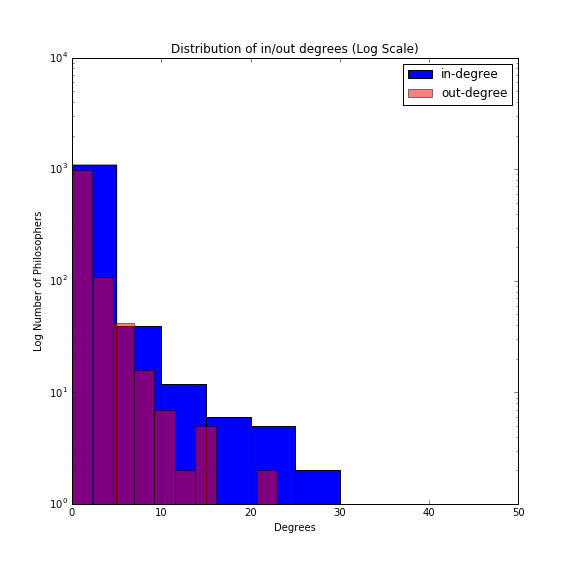 Distribution of in/out degrees (Log Scale)
in-degree
out-degree
Log Number of Philosophers
10^4
10^3
10^2
10^1
10^0
0 10 20 30 40 50
Degrees